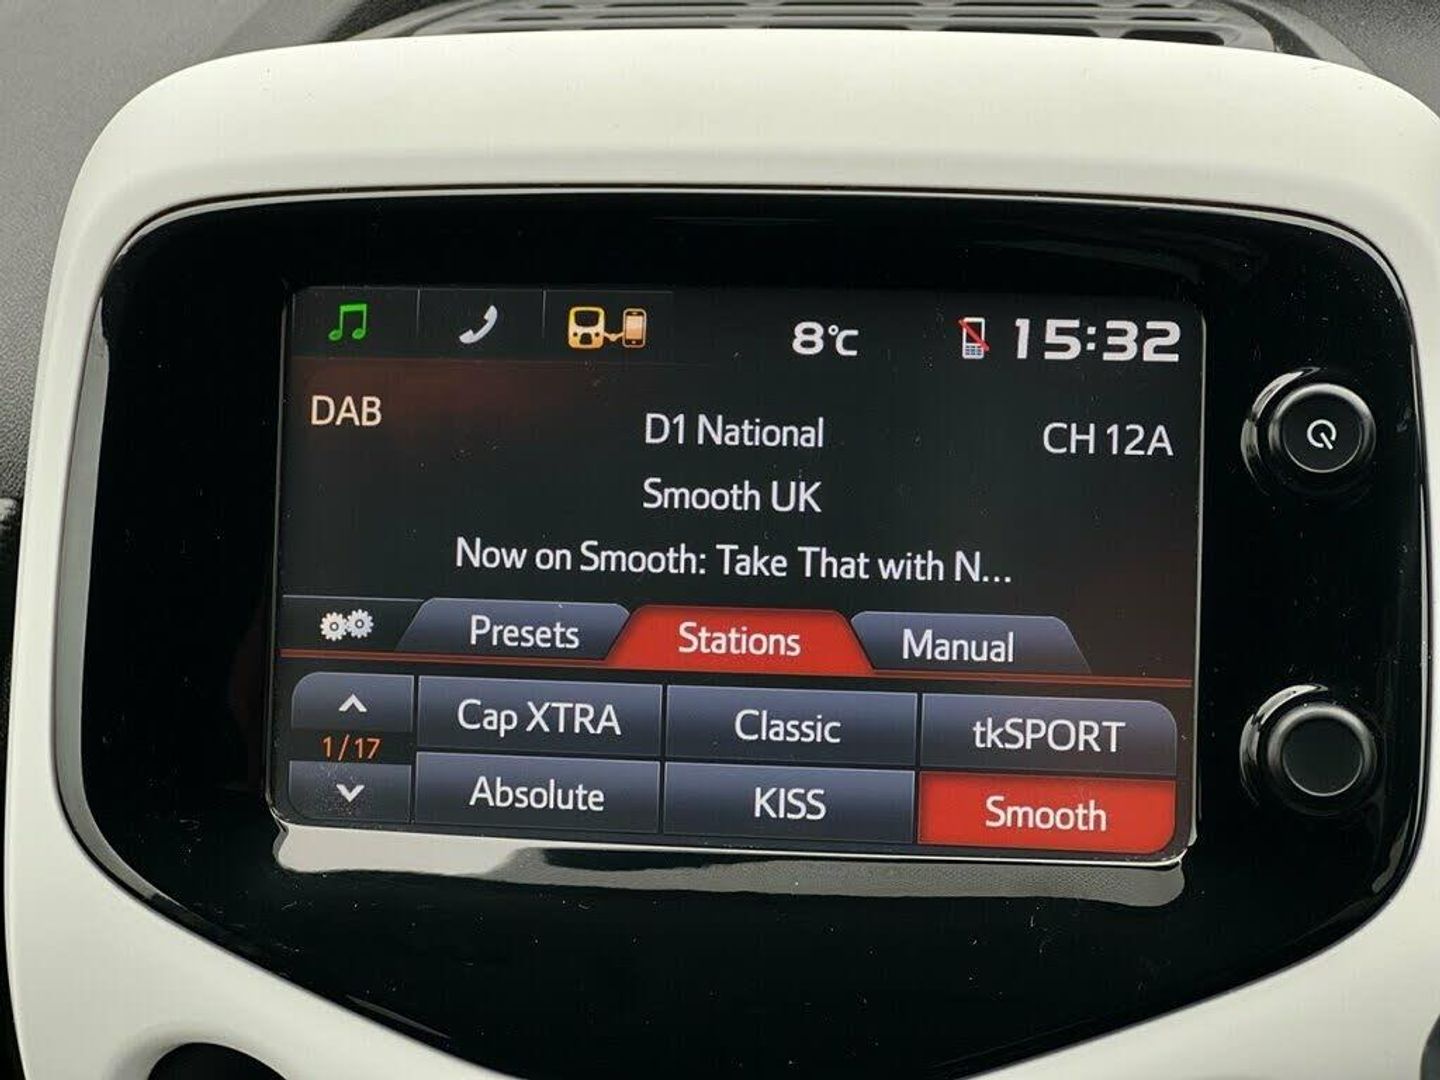 8°C 15:32
DAB D1 National CH 12A
Smooth UK
Now on Smooth: Take That with N...
Presets Stations Manual
Cap XTRA Classic tkSPORT
1/17
Absolute KISS Smooth